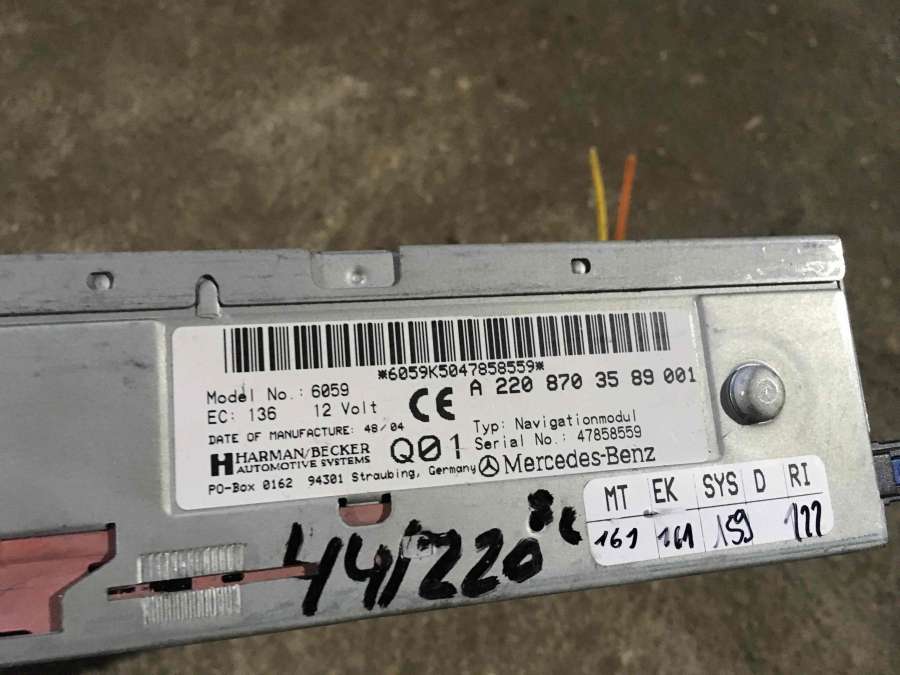 *6059K5047858559*
Model No.: 6059
EC: 136 12 Volt
CE
A 220 870 35 89 001
DATE OF MANUFACTURE: 48/04
Typ: Navigationmodul
Serial No.: 47858559
HARMAN/BECKER
AUTOMOTIVE SYSTEMS
Q01
Mercedes-Benz
PO-Box 0162 94301 Straubing, Germany
MT EK SYS D RI
161 161 159
44/220